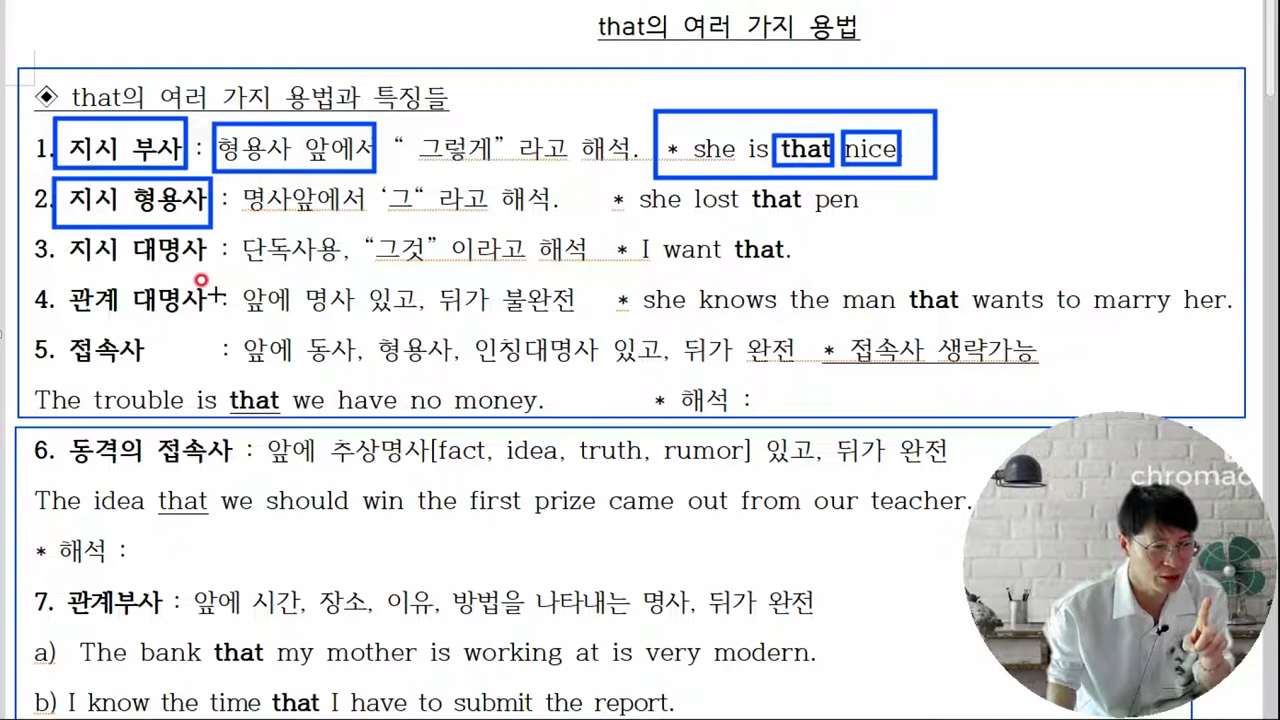 that의 여러 가지 용법
◈ that의 여러 가지 용법과 특징들
1. 지시 부사 : 형용사 앞에서 “ 그렇게” 라고 해석. * she is that nice.
2. 지시 형용사 : 명사앞에서 ‘그“ 라고 해석. * she lost that pen
3. 지시 대명사 : 단독사용, “그것” 이라고 해석 * I want that.
4. 관계 대명사 : 앞에 명사 있고, 뒤가 불완전 * she knows the man that wants to marry her.
5. 접속사 : 앞에 동사, 형용사, 인칭대명사 있고, 뒤가 완전 * 접속사 생략가능
The trouble is that we have no money. * 해석 :
6. 동격의 접속사 : 앞에 추상명사[fact, idea, truth, rumor] 있고, 뒤가 완전
The idea that we should win the first prize came out from our teacher.
* 해석 :
7. 관계부사 : 앞에 시간, 장소, 이유, 방법을 나타내는 명사, 뒤가 완전
a) The bank that my mother is working at is very modern.
b) I know the time that I have to submit the report.